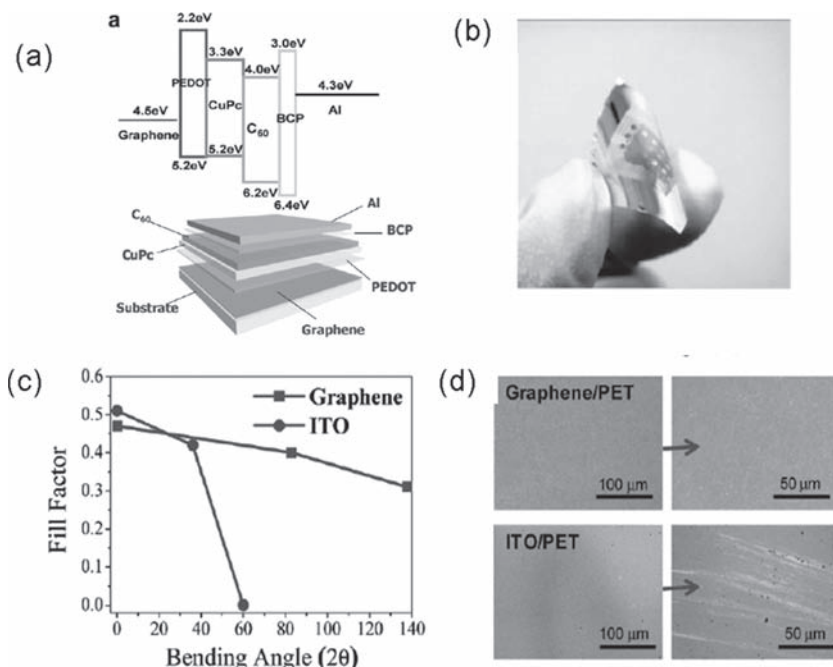 (a)
a
2.2eV
3.0eV
3.3eV
4.0eV
4.3eV
4.5eV
PEDOT
CuPc
C₆₀
BCP
Al
Graphene
5.2eV
5.2eV
6.2eV
6.4eV
C₆₀
Al
BCP
CuPc
PEDOT
Substrate
Graphene
(b)
(c)
0.6
0.5
0.4
0.3
0.2
0.1
0.0
Fill Factor
Graphene
ITO
0 20 40 60 80 100 120 140
Bending Angle (2θ)
(d)
Graphene/PET
100 μm
50 μm
ITO/PET
100 μm
50 μm